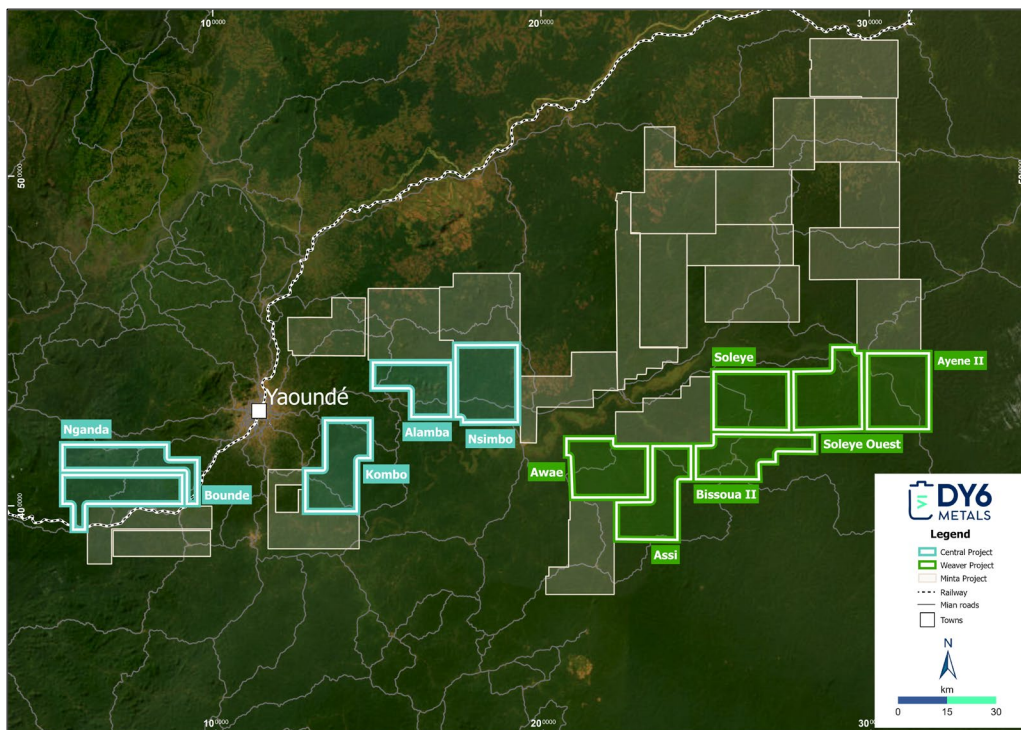 10⁰⁰⁰⁰
20⁰⁰⁰⁰
30⁰⁰⁰⁰
50⁰⁰⁰⁰
Yaoundé
Soleye
Ayene II
Nganda
Alamba
Nsimbo
Soleye Ouest
Awae
Kombo
Bounde
Bissoua II
40⁰⁰⁰⁰
Assi
DY6
METALS
Legend
Central Project
Weaver Project
Minta Project
Railway
Mian roads
Towns
N
km
0 15 30
10⁰⁰⁰⁰
20⁰⁰⁰⁰